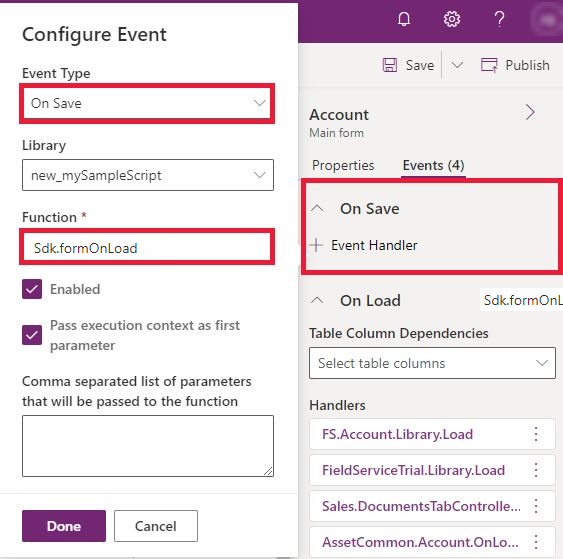 Configure Event
Event Type
On Save
Library
new_mySampleScript
Function *
Sdk.formOnLoad
Enabled
Pass execution context as first
parameter
Comma separated list of parameters
that will be passed to the function
Done
Cancel
Save
Publish
Account
Main form
Properties
Events (4)
On Save
Event Handler
On Load
Sdk.formOnL
Table Column Dependencies
Select table columns
Handlers
FS.Account.Library.Load
FieldServiceTrial.Library.Load
Sales.DocumentsTabControlle...
AssetCommon.Account.OnLo...